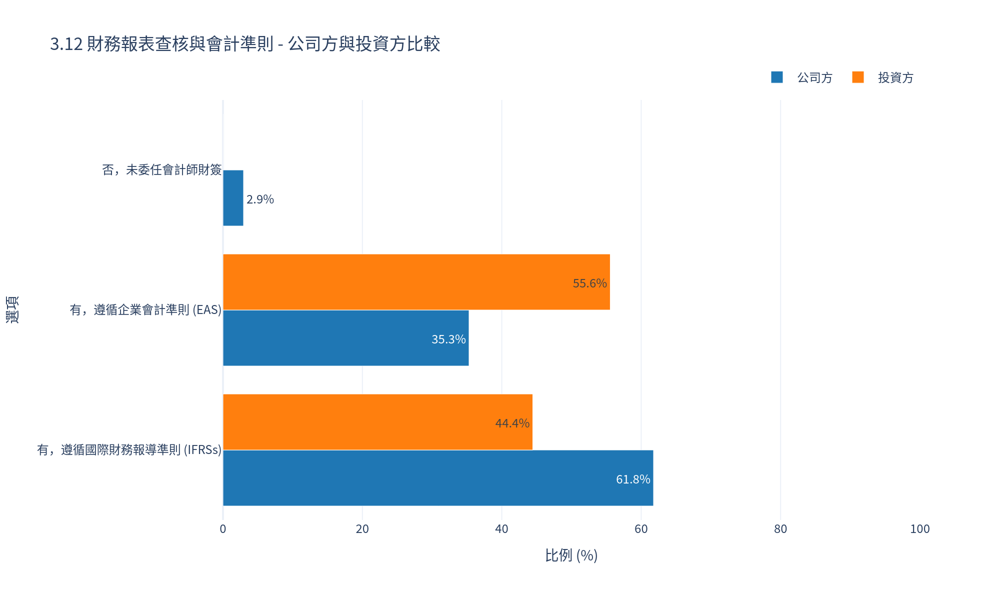 3.12 財務報表查核與會計準則 - 公司方與投資方比較
公司方
投資方
否，未委任會計師財簽
2.9%
55.6%
有，遵循企業會計準則 (EAS)
35.3%
選項
44.4%
有，遵循國際財務報導準則 (IFRSs)
61.8%
0
20
40
60
80
100
比例 (%)